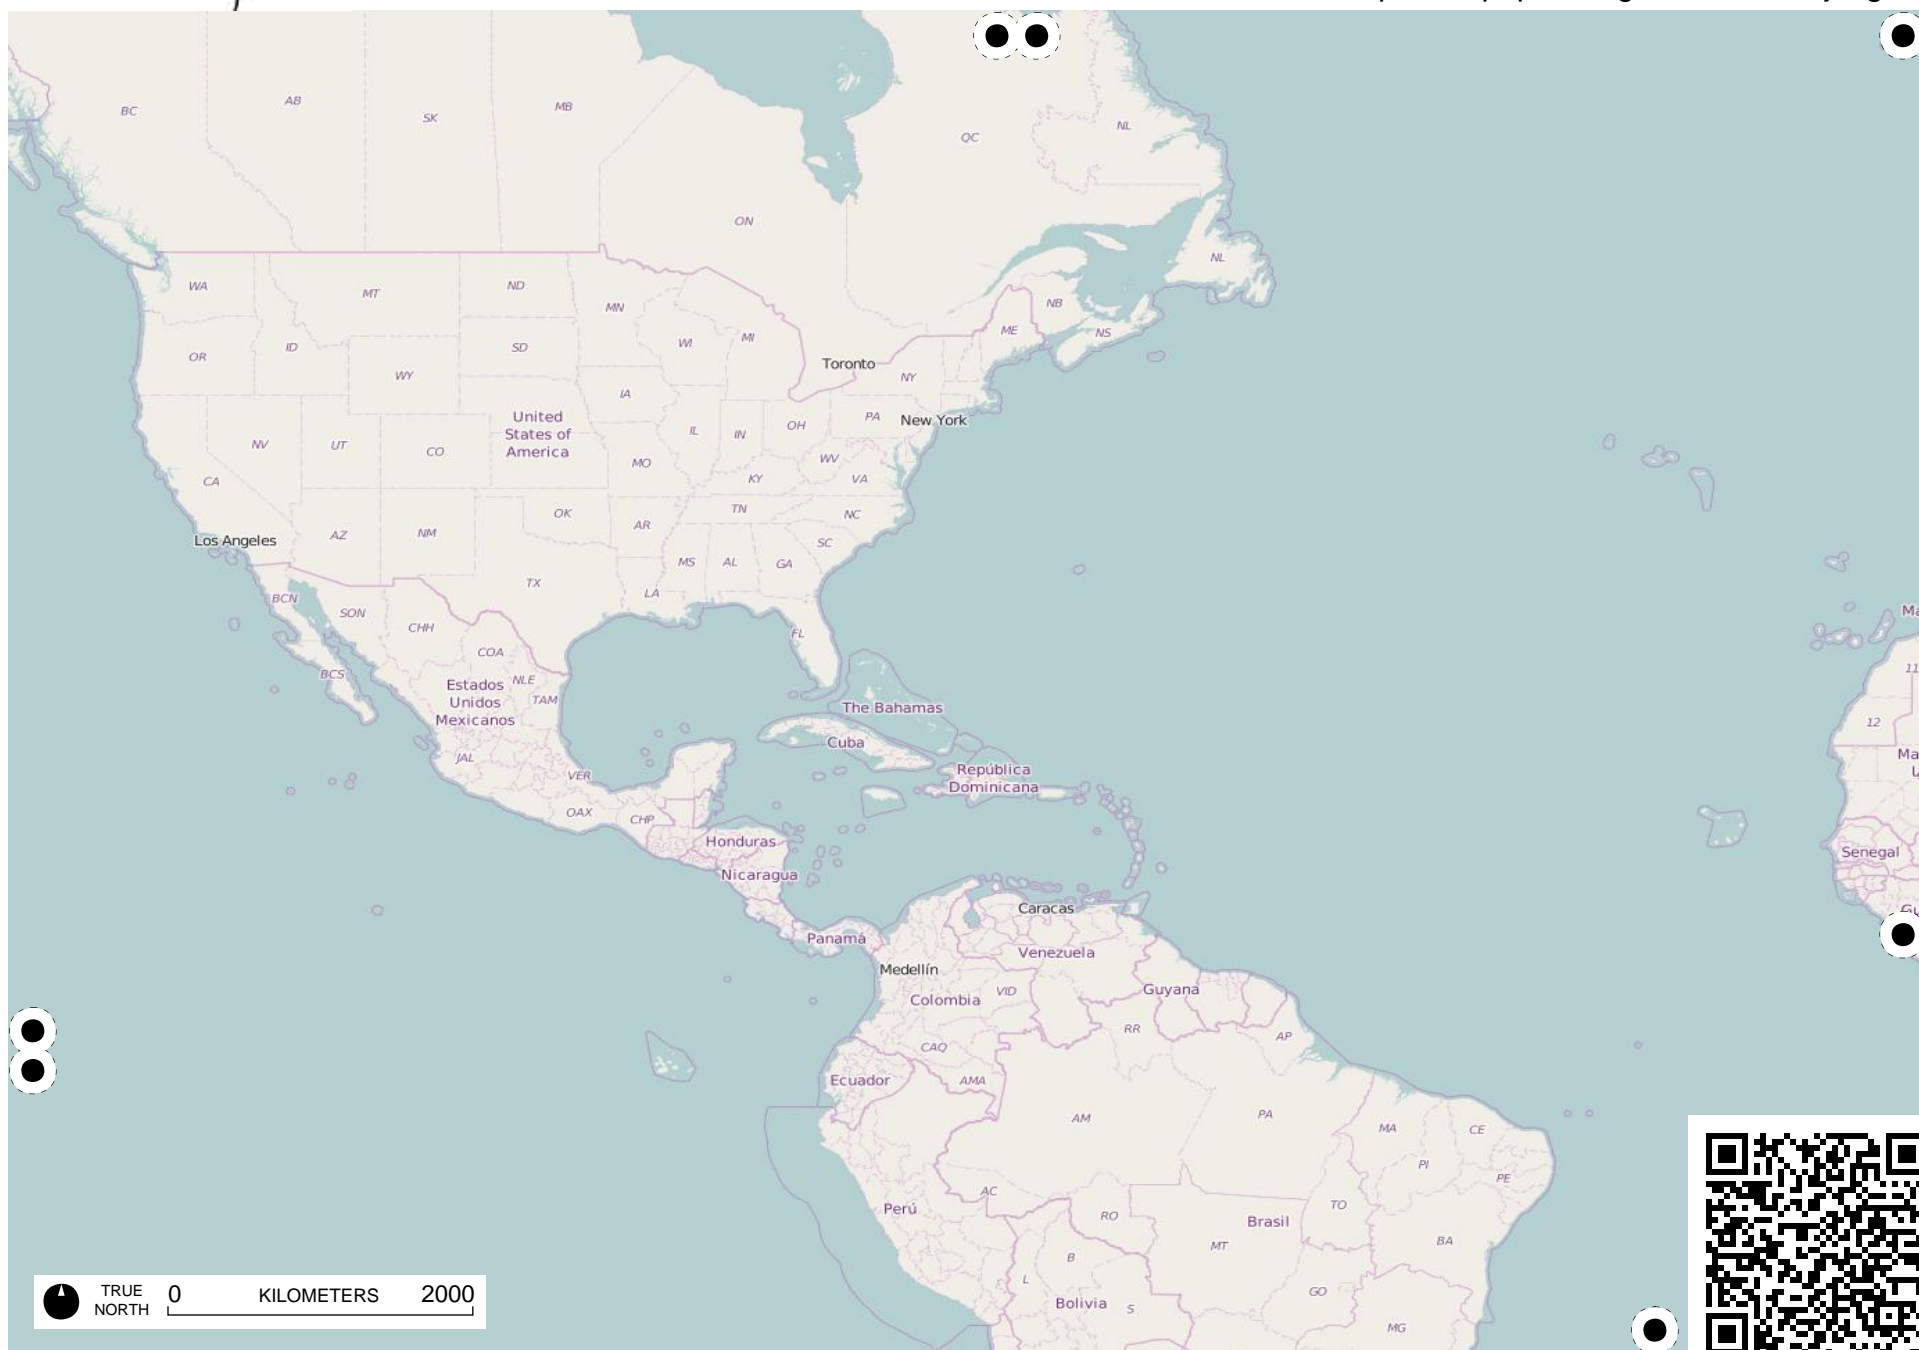 BC
AB
SK
MB
QC
NL
ON
NL
WA
MT
ND
MN
NB
ME
NS
OR
ID
SD
WI
MI
Toronto
WY
NY
IA
United
States of
America
PA
New York
NV
UT
CO
IL
IN
OH
MO
WV
KY
VA
CA
OK
TN
NC
AR
Los Angeles
AZ
NM
SC
MS
AL
GA
TX
LA
BCN
SON
CHH
FL
COA
BCS
NLE
Estados
Unidos
Mexicanos
TAM
The Bahamas
12
Cuba
JAL
VER
República
Dominicana
OAX
CHP
Honduras
Senegal
Nicaragua
Caracas
Panamá
Venezuela
Medellín
Colombia
VID
Guyana
RR
AP
CAQ
Ecuador
AMA
AM
PA
MA
CE
PI
PE
AC
TO
Perú
RO
Brasil
MT
BA
B
L
GO
Bolivia
S
MG
TRUE
NORTH
0 KILOMETERS 2000